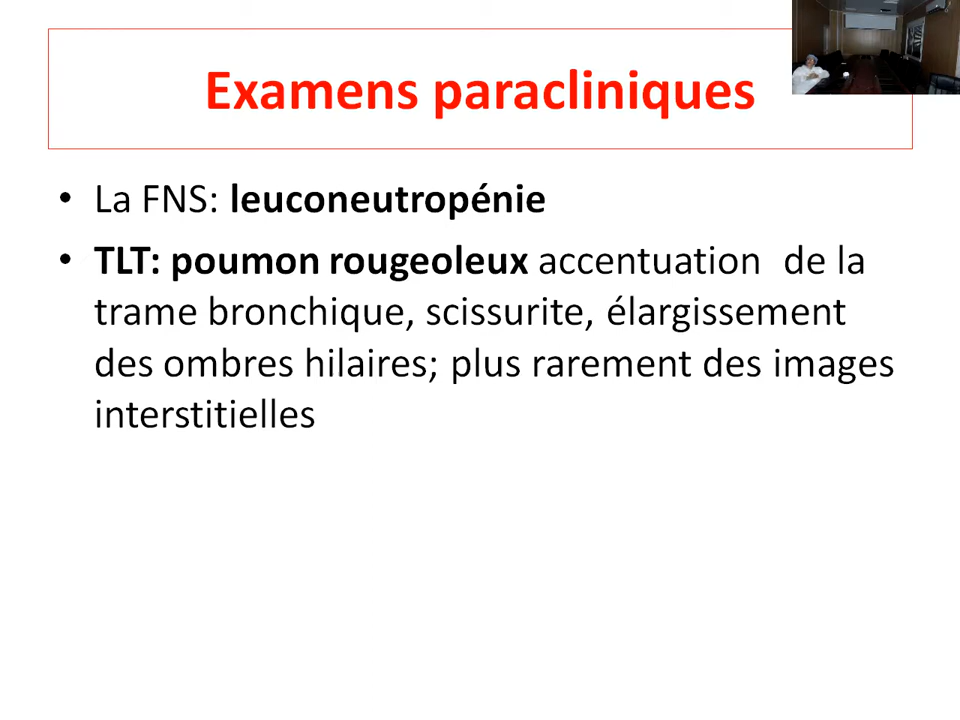 Examens paracliniques
• La FNS: leuconeutropénie
• TLT: poumon rougeoleux accentuation de la
trame bronchique, scissurite, élargissement
des ombres hilaires; plus rarement des images
interstitielles